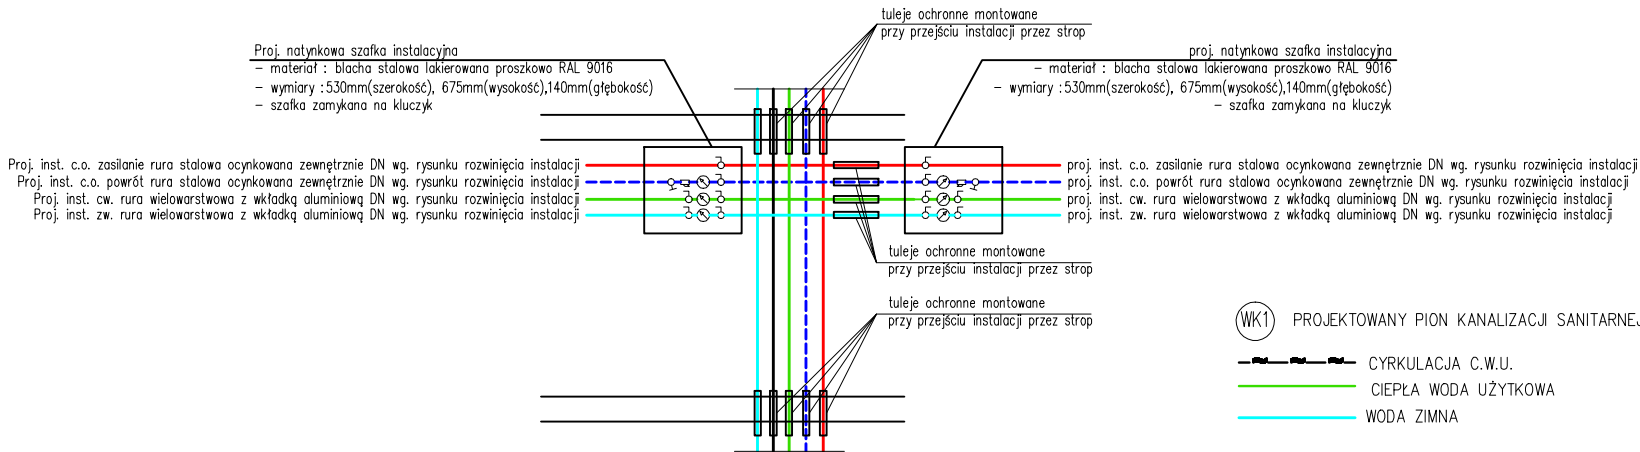 tuleje ochronne montowane
przy przejściu instalacji przez strop
Proj. natynkowa szafka instalacyjna
– materiał : blacha stalowa lakierowana proszkowo RAL 9016
– wymiary :530mm(szerokość), 675mm(wysokość),140mm(głębokość)
– szafka zamykana na kluczyk
proj. natynkowa szafka instalacyjna
– materiał : blacha stalowa lakierowana proszkowo RAL 9016
– wymiary :530mm(szerokość), 675mm(wysokość),140mm(głębokość)
– szafka zamykana na kluczyk
Proj. inst. c.o. zasilanie rura stalowa ocynkowana zewnętrznie DN wg. rysunku rozwinięcia instalacji
Proj. inst. c.o. powrót rura stalowa ocynkowana zewnętrznie DN wg. rysunku rozwinięcia instalacji
Proj. inst. cw. rura wielowarstwowa z wkładką aluminiową DN wg. rysunku rozwinięcia instalacji
Proj. inst. zw. rura wielowarstwowa z wkładką aluminiową DN wg. rysunku rozwinięcia instalacji
proj. inst. c.o. zasilanie rura stalowa ocynkowana zewnętrznie DN wg. rysunku rozwinięcia instalacji
proj. inst. c.o. powrót rura stalowa ocynkowana zewnętrznie DN wg. rysunku rozwinięcia instalacji
proj. inst. cw. rura wielowarstwowa z wkładką aluminiową DN wg. rysunku rozwinięcia instalacji
proj. inst. zw. rura wielowarstwowa z wkładką aluminiową DN wg. rysunku rozwinięcia instalacji
tuleje ochronne montowane
przy przejściu instalacji przez strop
tuleje ochronne montowane
przy przejściu instalacji przez strop
WK1 PROJEKTOWANY PION KANALIZACJI SANITARNEJ
CYRKULACJA C.W.U.
CIEPŁA WODA UŻYTKOWA
WODA ZIMNA